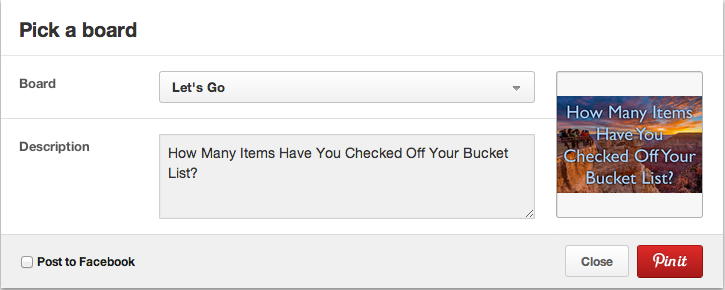 Pick a board
Board
Let's Go
Description
How Many Items Have You Checked Off Your Bucket
List?
How Many Items
Have You
Checked Off Your
Bucket List?
Post to Facebook
Close
Pin it